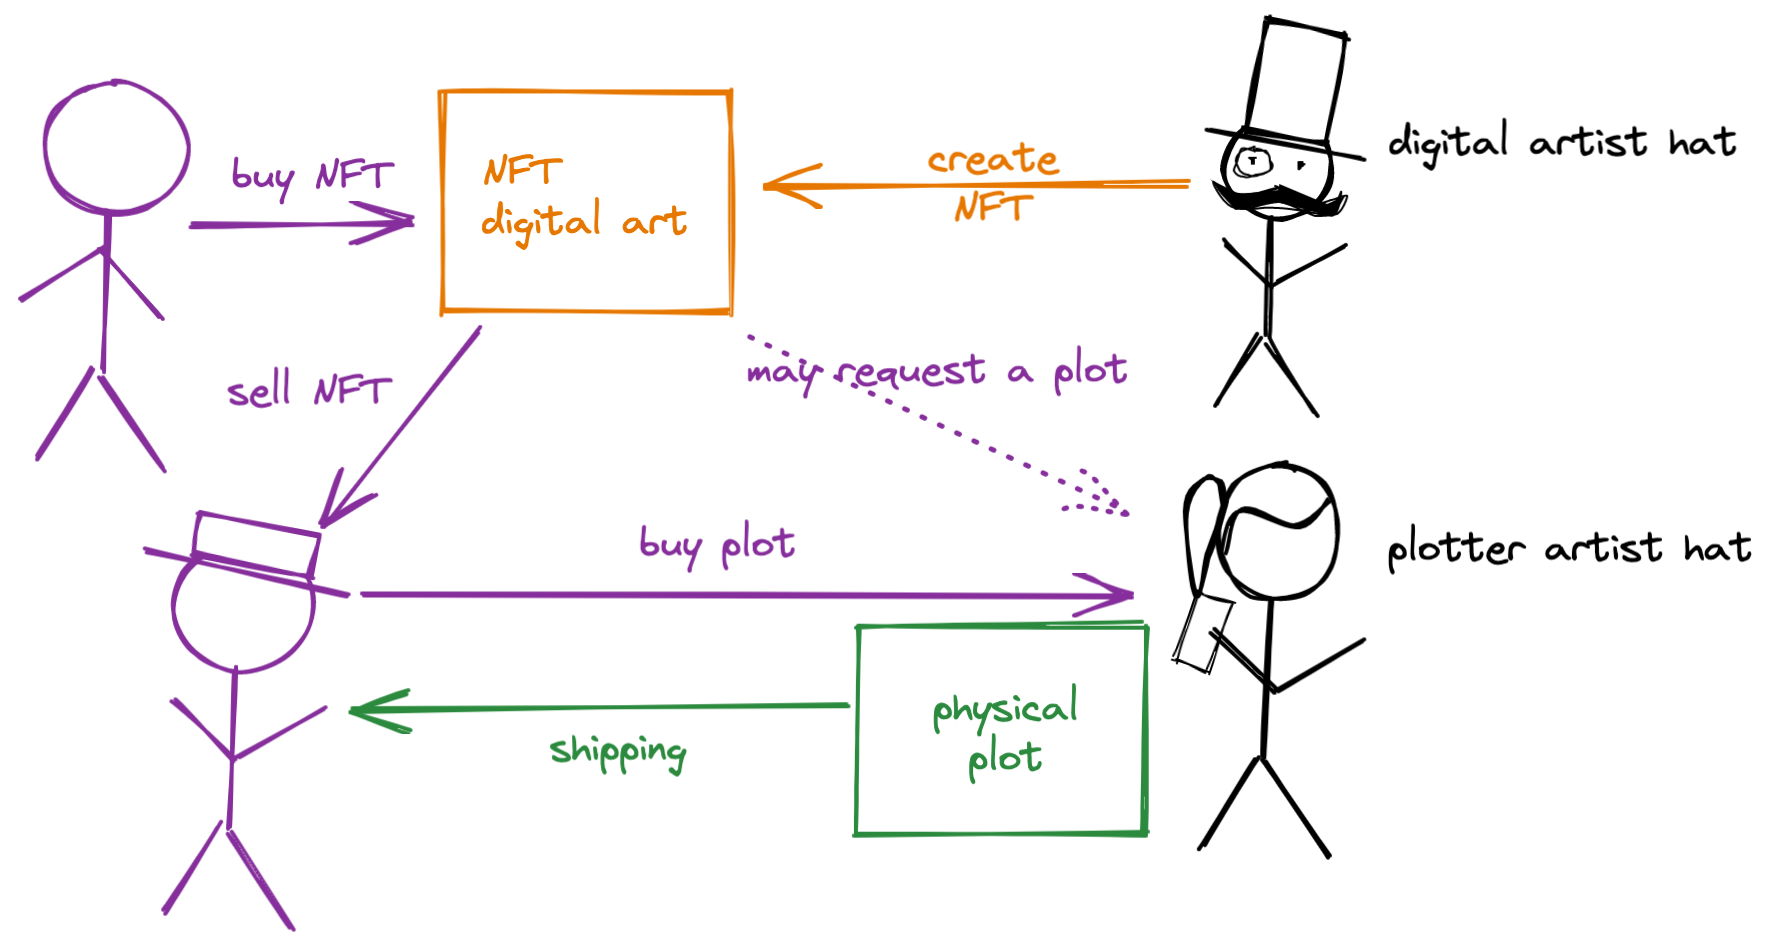 buy NFT
NFT
digital art
create
NFT
digital artist hat
sell NFT
may request a plot
buy plot
plotter artist hat
physical
plot
shipping